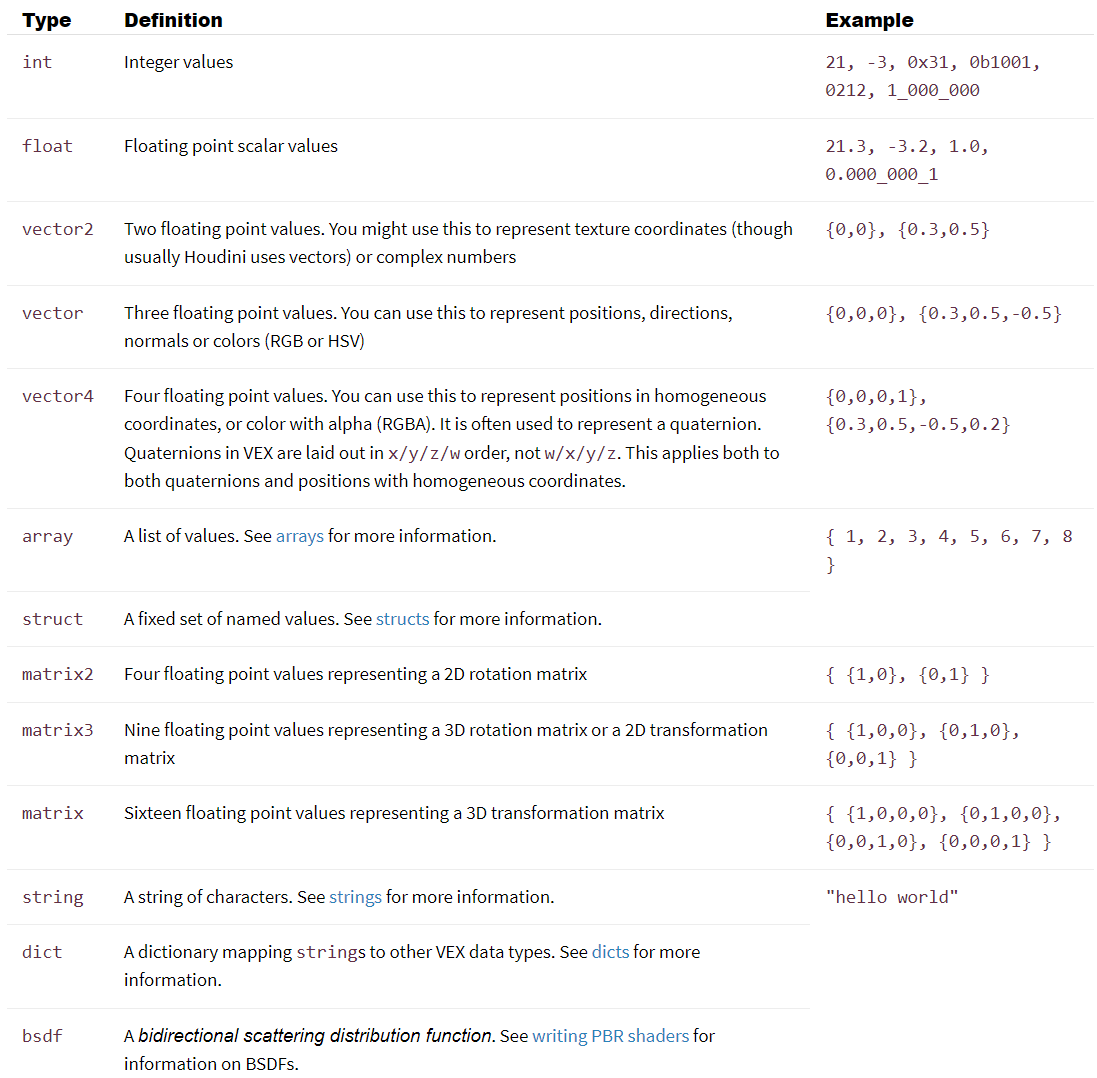 Type Definition Example
int Integer values 21, -3, 0x31, 0b1001,
0212, 1_000_000
float Floating point scalar values 21.3, -3.2, 1.0,
0.000_000_1
vector2 Two floating point values. You might use this to represent texture coordinates (though {0,0}, {0.3,0.5}
usually Houdini uses vectors) or complex numbers
vector Three floating point values. You can use this to represent positions, directions, {0,0,0}, {0.3,0.5,-0.5}
normals or colors (RGB or HSV)
vector4 Four floating point values. You can use this to represent positions in homogeneous {0,0,0,1},
coordinates, or color with alpha (RGBA). It is often used to represent a quaternion. {0.3,0.5,-0.5,0.2}
Quaternions in VEX are laid out in x/y/z/w order, not w/x/y/z. This applies both to
both quaternions and positions with homogeneous coordinates.
array A list of values. See arrays for more information. { 1, 2, 3, 4, 5, 6, 7, 8
}
struct A fixed set of named values. See structs for more information.
matrix2 Four floating point values representing a 2D rotation matrix { {1,0}, {0,1} }
matrix3 Nine floating point values representing a 3D rotation matrix or a 2D transformation { {1,0,0}, {0,1,0},
matrix {0,0,1} }
matrix Sixteen floating point values representing a 3D transformation matrix { {1,0,0,0}, {0,1,0,0},
{0,0,1,0}, {0,0,0,1} }
string A string of characters. See strings for more information. "hello world"
dict A dictionary mapping strings to other VEX data types. See dicts for more
information.
bsdf A bidirectional scattering distribution function. See writing PBR shaders for
information on BSDFs.